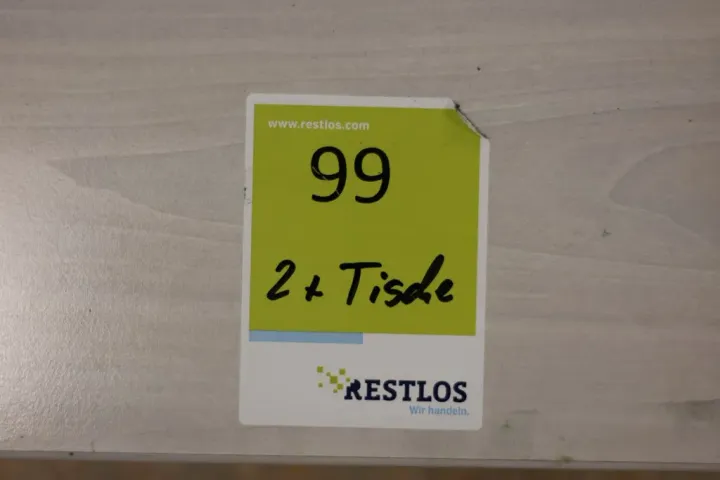 www.restlos.com
99
2x Tische
RESTLOS
Wir handeln.